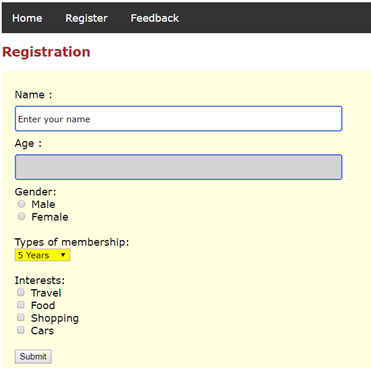 Home Register Feedback
Registration
Name :
Enter your name
Age :
Gender:
Male
Female
Types of membership:
5 Years
Interests:
Travel
Food
Shopping
Cars
Submit